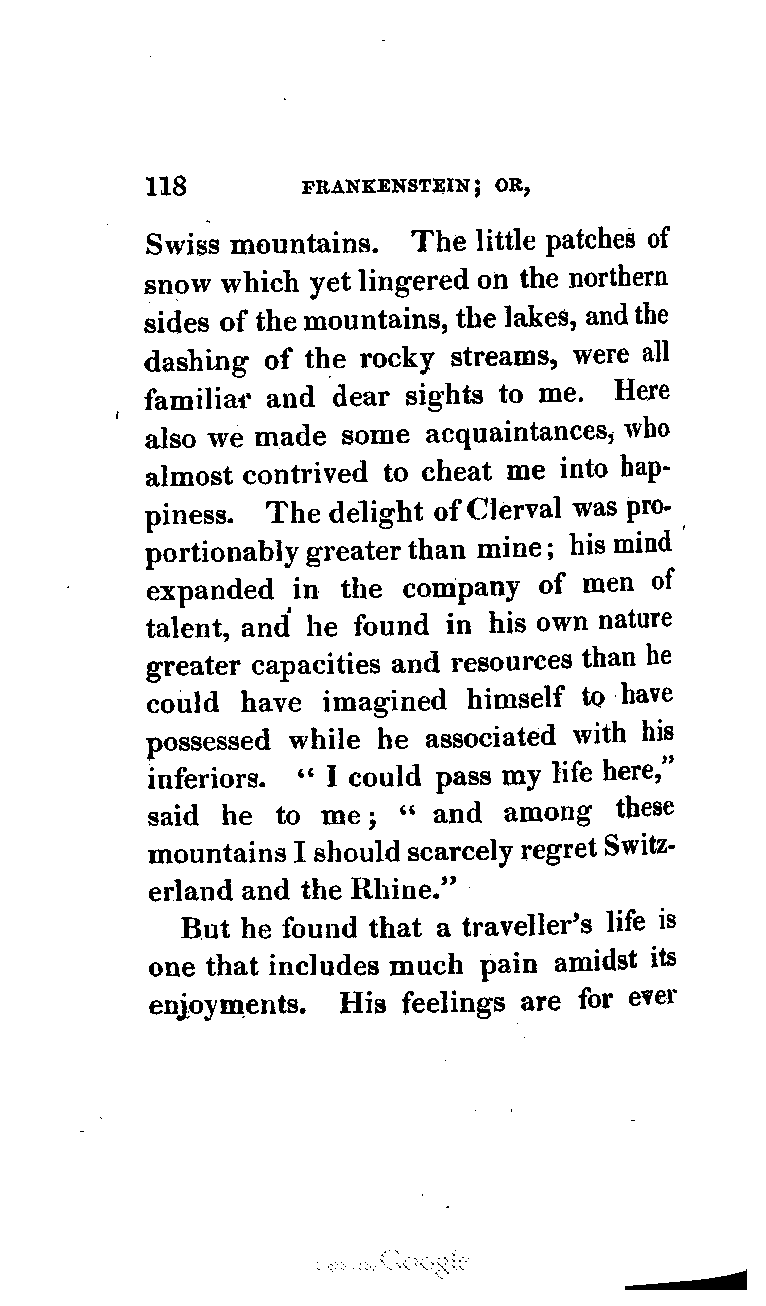 118 FRANKENSTEIN; OR,
Swiss mountains. The little patches of
snow which yet lingered on the northern
sides of the mountains, the lakes, and the
dashing of the rocky streams, were all
familiar and dear sights to me. Here
also we made some acquaintances, who
almost contrived to cheat me into hap-
piness. The delight of Clerval was pro-
portionably greater than mine; his mind
expanded in the company of men of
talent, and he found in his own nature
greater capacities and resources than he
could have imagined himself to have
possessed while he associated with his
inferiors. “ I could pass my life here,”
said he to me; “ and among these
mountains I should scarcely regret Switz-
erland and the Rhine.”
But he found that a traveller’s life is
one that includes much pain amidst its
enjoyments. His feelings are for ever
Google